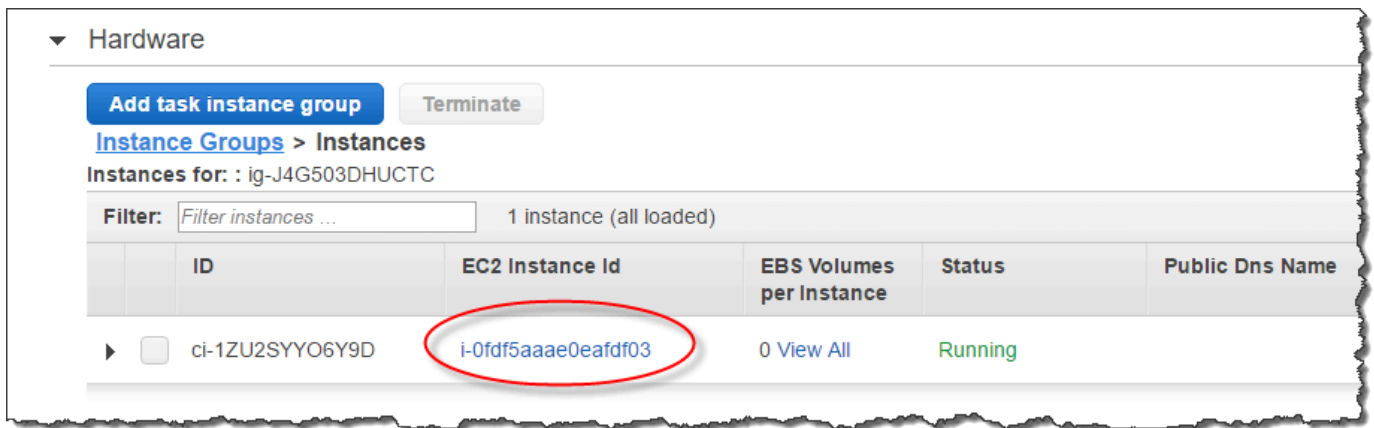 Hardware
Add task instance group Terminate
Instance Groups > Instances
Instances for: : ig-J4G503DHUCTC
Filter: Filter instances ... 1 instance (all loaded)
ID EC2 Instance Id EBS Volumes per Instance Status Public Dns Name
ci-1ZU2SYYO6Y9D i-0fdf5aaae0eafdf03 0 View All Running